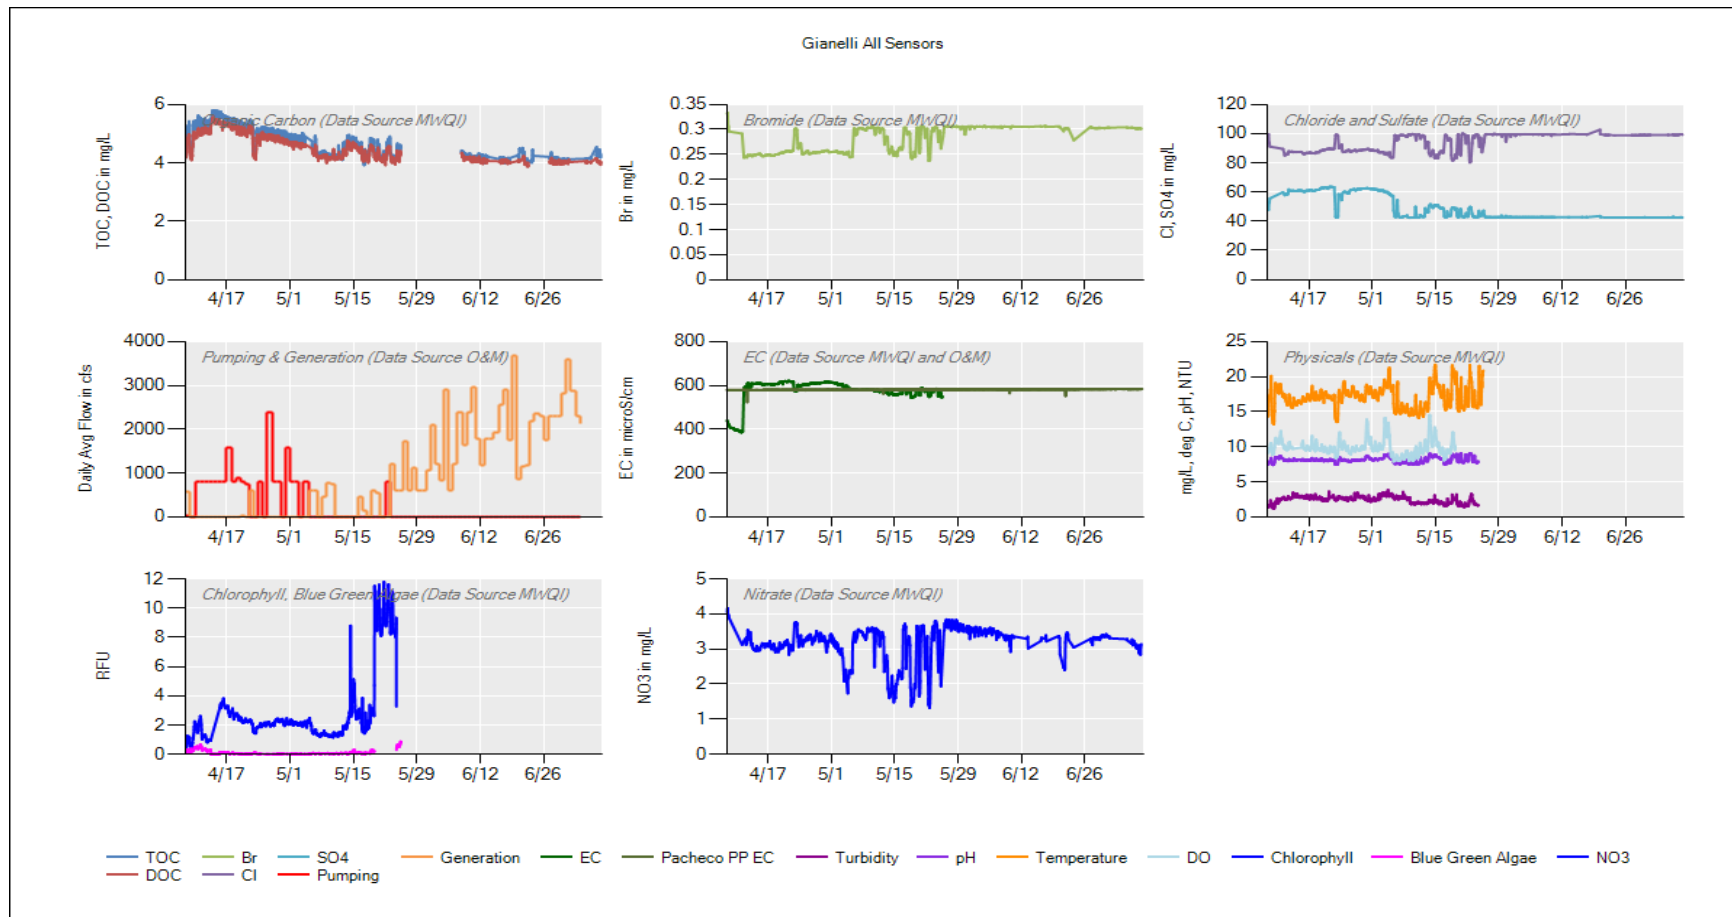 Gianelli All Sensors
Organic Carbon (Data Source MWQI)
TOC, DOC in mg/L
6
4
2
0
4/17 5/1 5/15 5/29 6/12 6/26
Bromide (Data Source MWQI)
Br in mg/L
0.35
0.3
0.25
0.2
0.15
0.1
0.05
0
4/17 5/1 5/15 5/29 6/12 6/26
Chloride and Sulfate (Data Source MWQI)
Cl, SO4 in mg/L
120
100
80
60
40
20
0
4/17 5/1 5/15 5/29 6/12 6/26
Pumping & Generation (Data Source O&M)
Daily Avg Flow in cfs
4000
3000
2000
1000
0
4/17 5/1 5/15 5/29 6/12 6/26
EC (Data Source MWQI and O&M)
EC in microS/cm
800
600
400
200
0
4/17 5/1 5/15 5/29 6/12 6/26
Physicals (Data Source MWQI)
mg/L, deg C, pH, NTU
25
20
15
10
5
0
4/17 5/1 5/15 5/29 6/12 6/26
Chlorophyll, Blue Green Algae (Data Source MWQI)
RFU
12
10
8
6
4
2
0
4/17 5/1 5/15 5/29 6/12 6/26
Nitrate (Data Source MWQI)
NO3 in mg/L
5
4
3
2
1
0
4/17 5/1 5/15 5/29 6/12 6/26
TOC Br SO4 Generation EC Pacheco PP EC Turbidity pH Temperature DO Chlorophyll Blue Green Algae NO3
DOC Cl Pumping